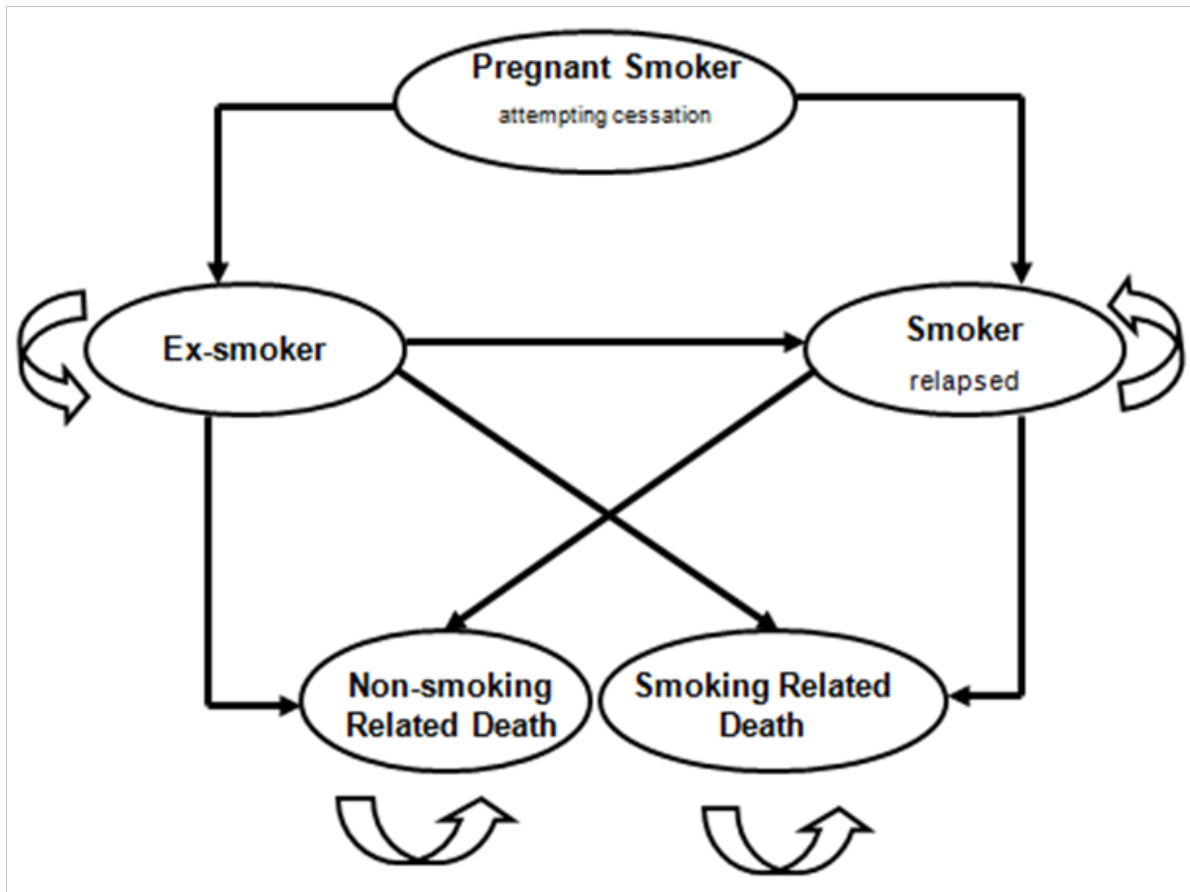 Pregnant Smoker
attempting cessation
Ex-smoker
Smoker
relapsed
Non-smoking
Related Death
Smoking Related
Death